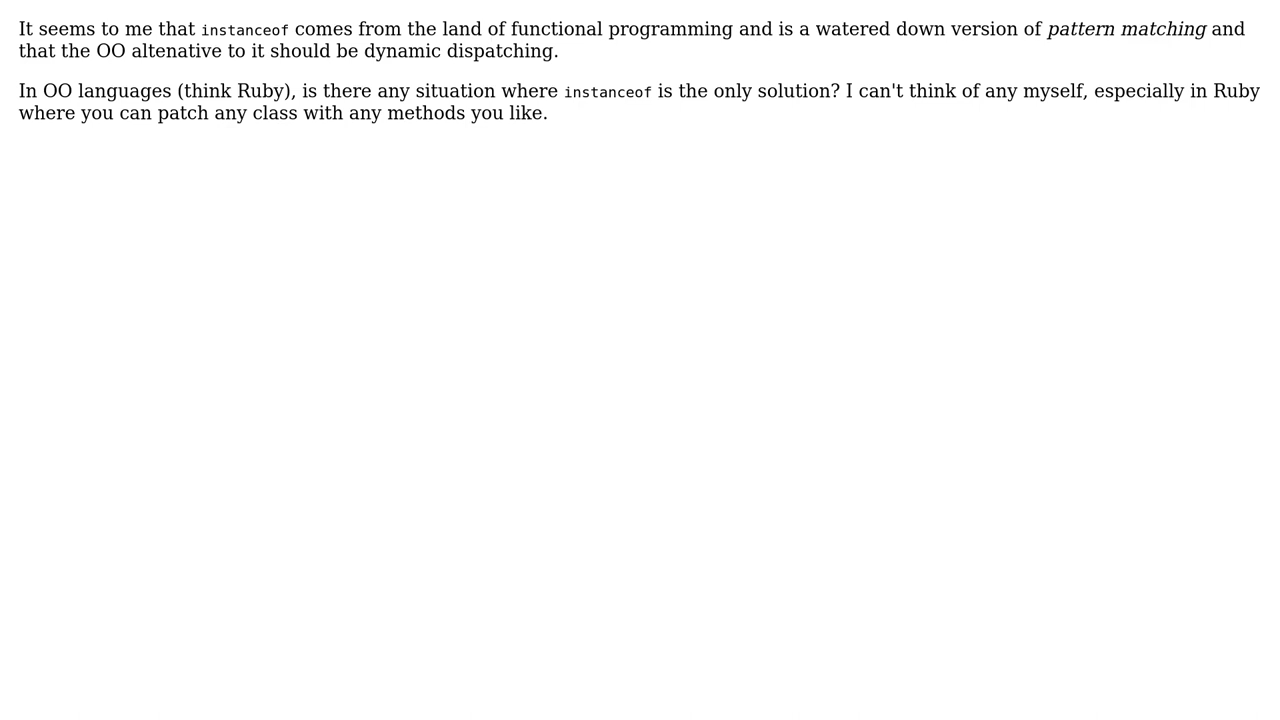 It seems to me that instanceof comes from the land of functional programming and is a watered down version of pattern matching and
that the OO altenative to it should be dynamic dispatching.
In OO languages (think Ruby), is there any situation where instanceof is the only solution? I can't think of any myself, especially in Ruby
where you can patch any class with any methods you like.